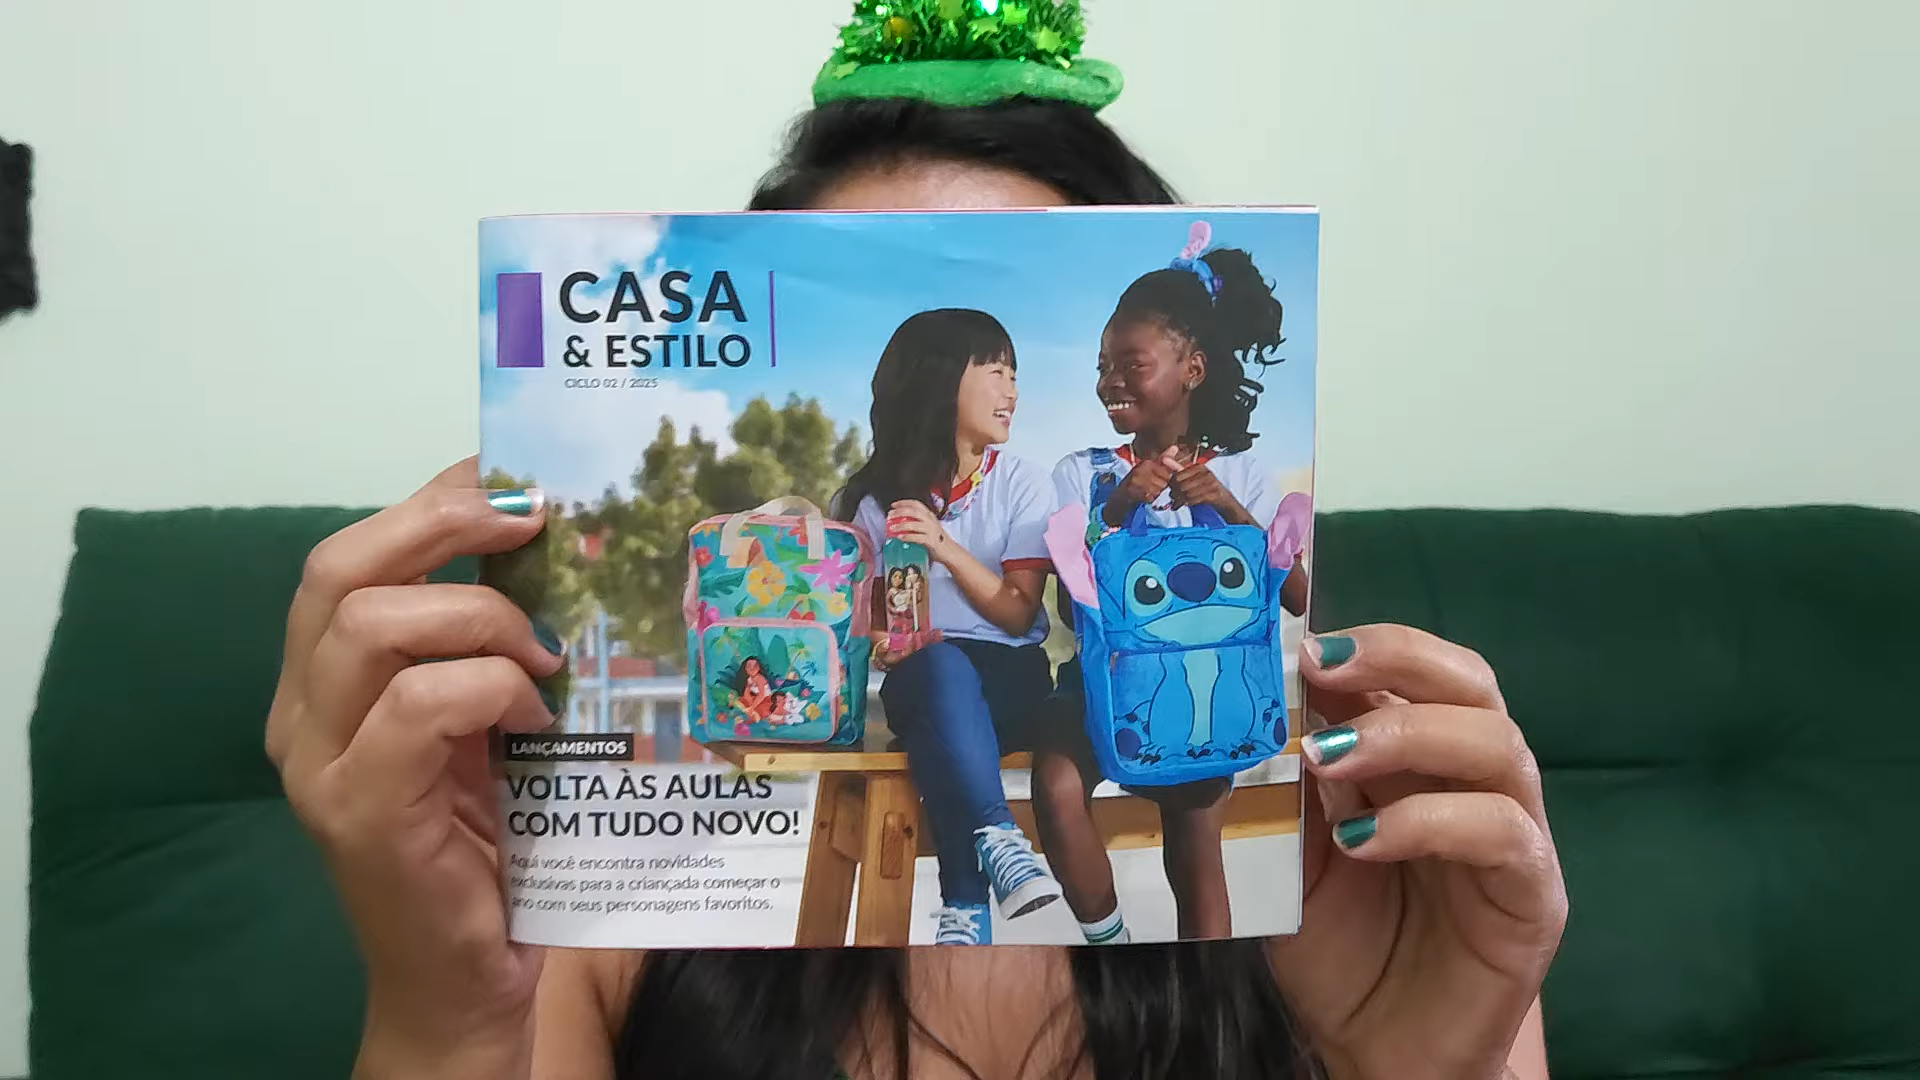 CASA
& ESTILO
CICLO 02 / 2025
LANÇAMENTOS
VOLTA ÀS AULAS
COM TUDO NOVO!
Aqui você encontra novidades
exclusivas para a criançada começar o
ano com seus personagens favoritos.